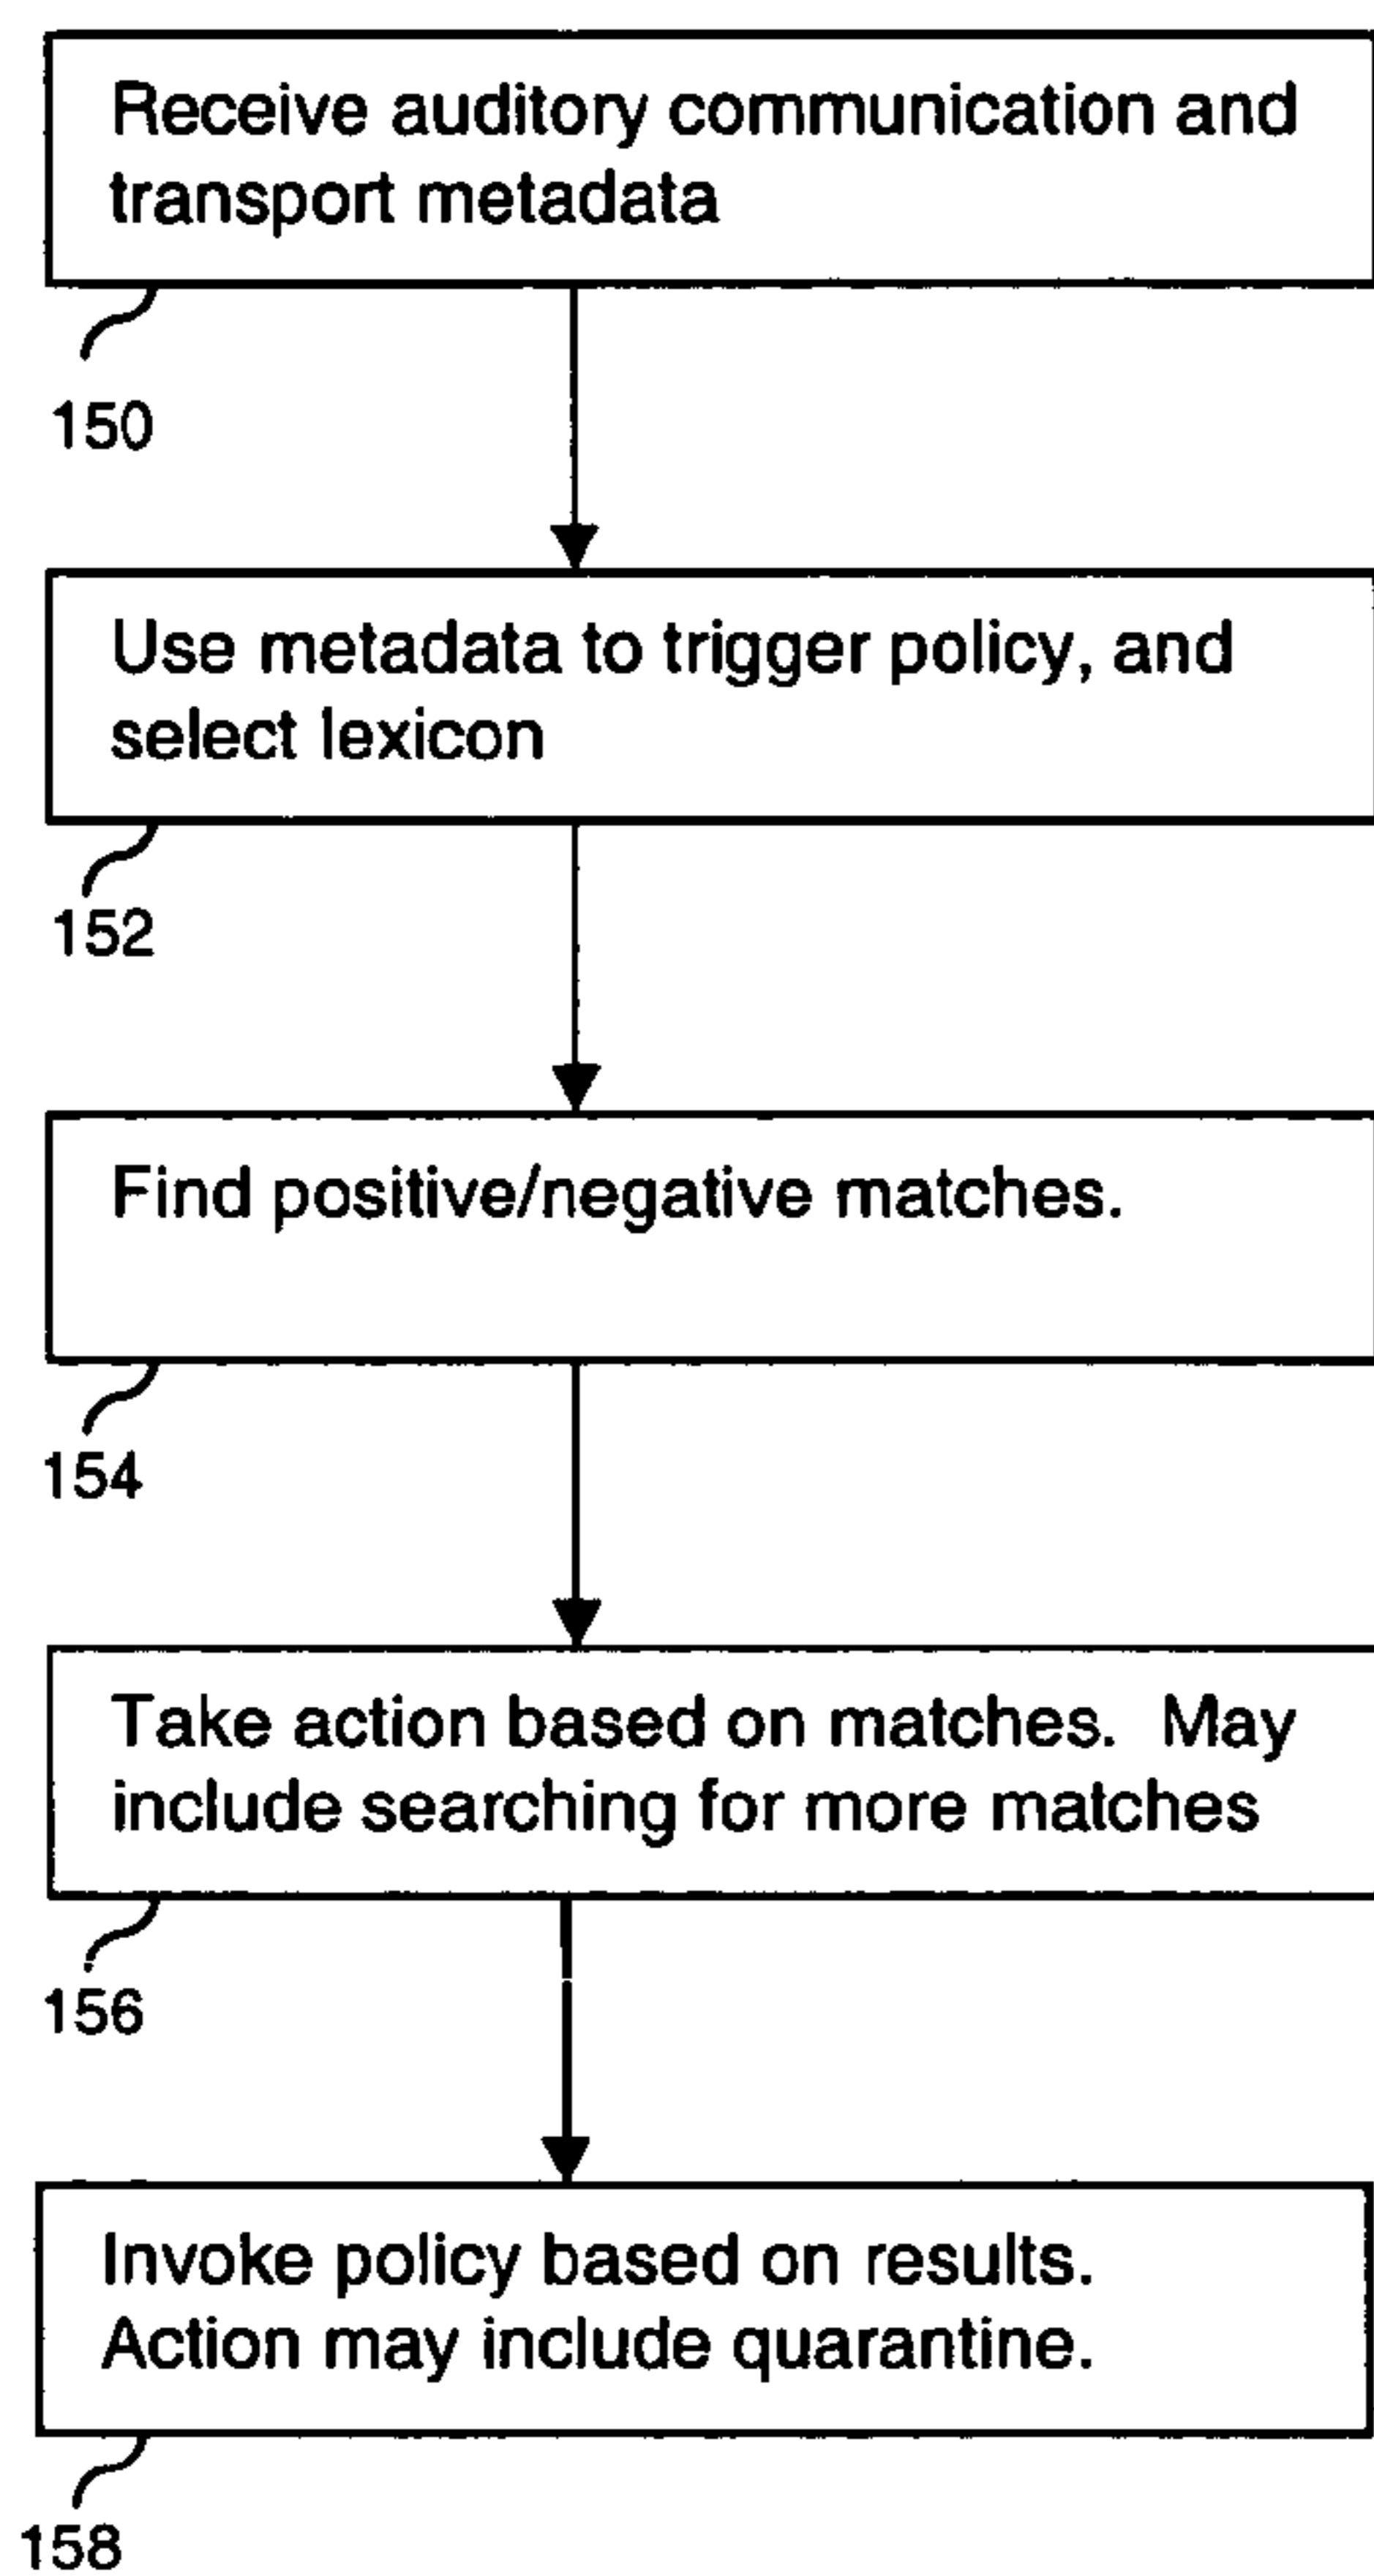 Receive auditory communication and
transport metadata
150
Use metadata to trigger policy, and
select lexicon
152
Find positive/negative matches.
154
Take action based on matches.  May
include searching for more matches
156
Invoke policy based on results.
Action may include quarantine.
158